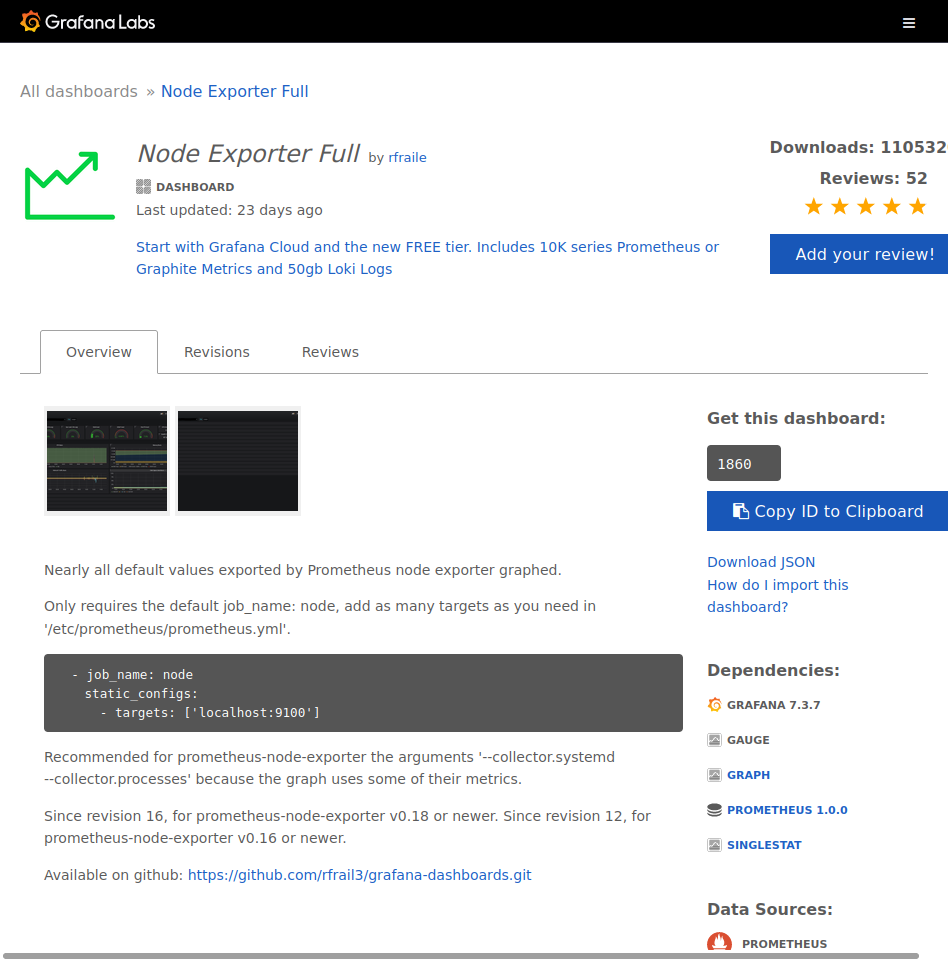 Grafana Labs
All dashboards » Node Exporter Full
Node Exporter Full by rfraile
DASHBOARD
Last updated: 23 days ago
Start with Grafana Cloud and the new FREE tier. Includes 10K series Prometheus or
Graphite Metrics and 50gb Loki Logs
Downloads: 110532
Reviews: 52
Add your review!
Overview
Revisions
Reviews
Nearly all default values exported by Prometheus node exporter graphed.
Only requires the default job_name: node, add as many targets as you need in
'/etc/prometheus/prometheus.yml'.
- job_name: node
static_configs:
- targets: ['localhost:9100']
Recommended for prometheus-node-exporter the arguments '--collector.systemd
--collector.processes' because the graph uses some of their metrics.
Since revision 16, for prometheus-node-exporter v0.18 or newer. Since revision 12, for
prometheus-node-exporter v0.16 or newer.
Available on github: https://github.com/rfrail3/grafana-dashboards.git
Get this dashboard:
1860
Copy ID to Clipboard
Download JSON
How do I import this
dashboard?
Dependencies:
GRAFANA 7.3.7
GAUGE
GRAPH
PROMETHEUS 1.0.0
SINGLESTAT
Data Sources:
PROMETHEUS